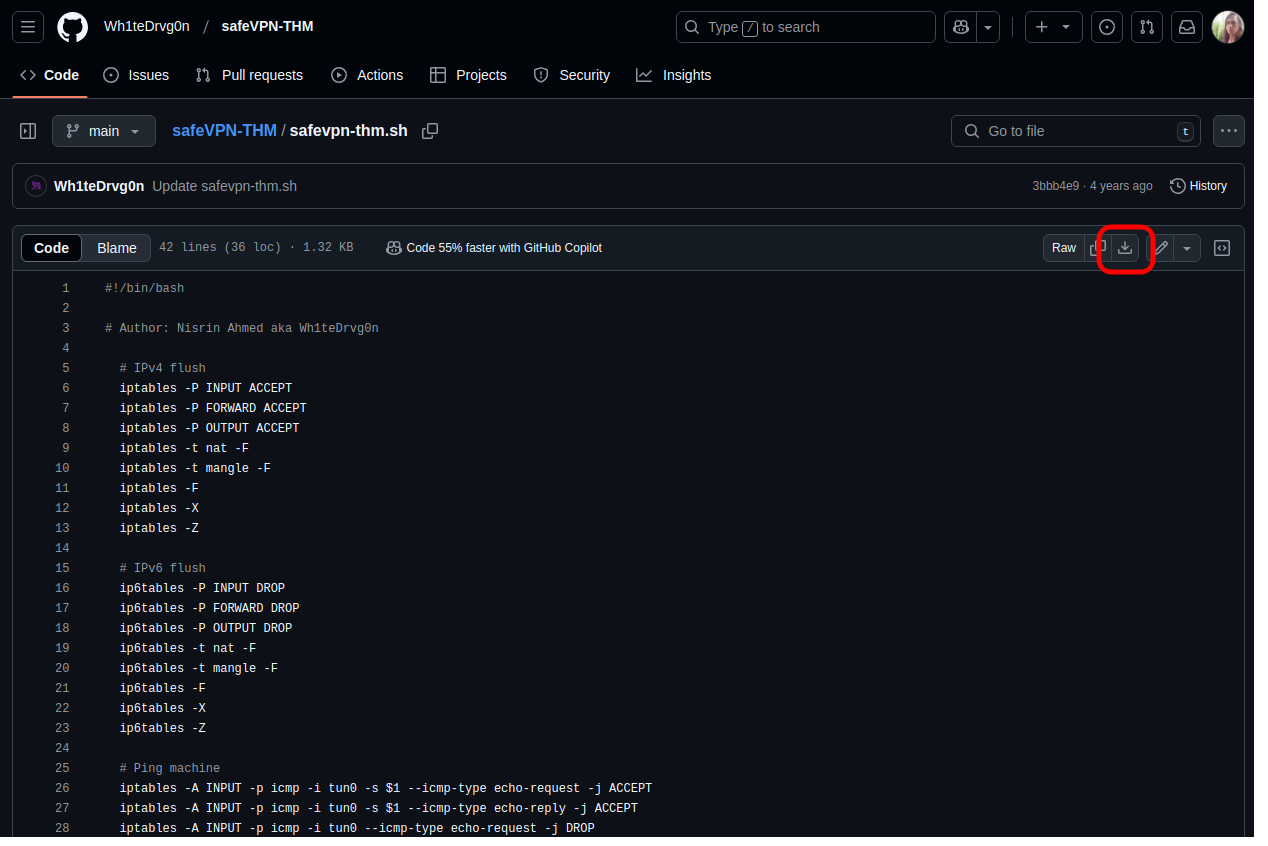 Wh1teDrvg0n / safeVPN-THM
Type / to search
Code Issues Pull requests Actions Projects Security Insights
main safeVPN-THM / safevpn-thm.sh Go to file t
Wh1teDrvg0n Update safevpn-thm.sh 3bbb4e9 · 4 years ago History
Code Blame 42 lines (36 loc) · 1.32 KB Code 55% faster with GitHub Copilot Raw
1 #!/bin/bash
2
3 # Author: Nisrin Ahmed aka Wh1teDrvg0n
4
5 # IPv4 flush
6 iptables -P INPUT ACCEPT
7 iptables -P FORWARD ACCEPT
8 iptables -P OUTPUT ACCEPT
9 iptables -t nat -F
10 iptables -t mangle -F
11 iptables -F
12 iptables -X
13 iptables -Z
14
15 # IPv6 flush
16 ip6tables -P INPUT DROP
17 ip6tables -P FORWARD DROP
18 ip6tables -P OUTPUT DROP
19 ip6tables -t nat -F
20 ip6tables -t mangle -F
21 ip6tables -F
22 ip6tables -X
23 ip6tables -Z
24
25 # Ping machine
26 iptables -A INPUT -p icmp -i tun0 -s $1 --icmp-type echo-request -j ACCEPT
27 iptables -A INPUT -p icmp -i tun0 -s $1 --icmp-type echo-reply -j ACCEPT
28 iptables -A INPUT -p icmp -i tun0 --icmp-type echo-request -j DROP